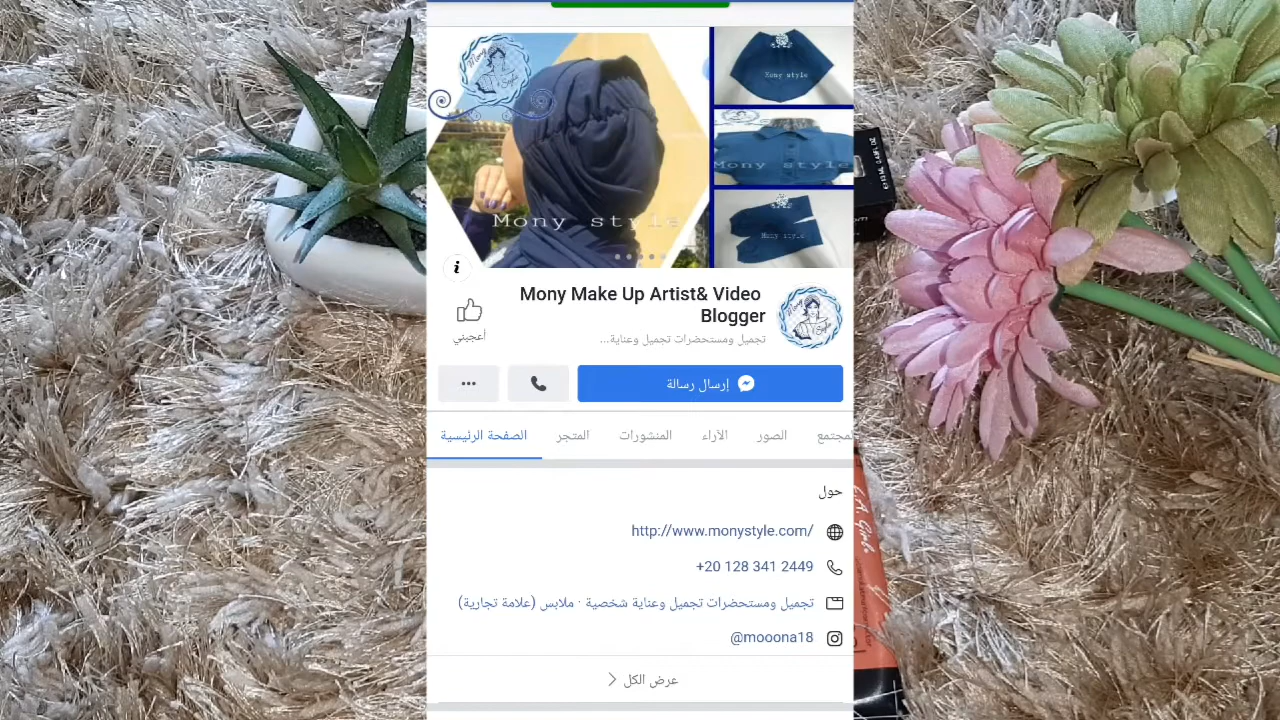 Mony style
Mony style
Mony style
Mony style
Mony Make Up Artist& Video
Blogger
تجميل ومستحضرات تجميل وعناية...
أعجبني
إرسال رسالة
الصفحة الرئيسية
المتجر
المنشورات
الآراء
الصور
المجتمع
حول
http://www.monystyle.com/
+20 128 341 2449
تجميل ومستحضرات تجميل وعناية شخصية · ملابس (علامة تجارية)
@mooona18
عرض الكل
L.A. Girl